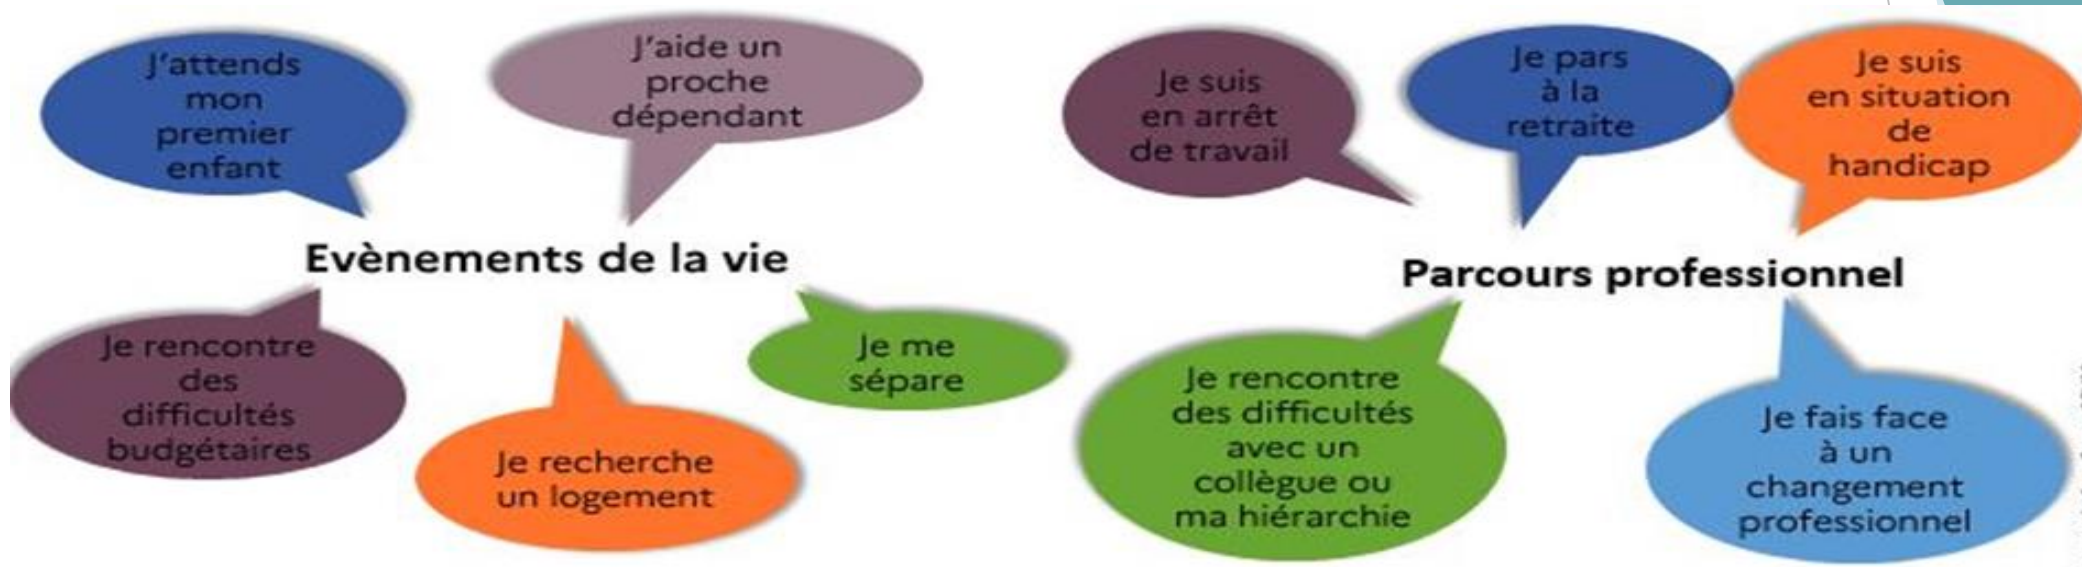 J'attends
mon
premier
enfant
J'aide un
proche
dépendant
Evènements de la vie
Je rencontre
des
difficultés
budgétaires
Je recherche
un logement
Je me
sépare
Je suis
en arrêt
de travail
Je pars
à la
retraite
Je suis
en situation
de
handicap
Parcours professionnel
Je rencontre
des difficultés
avec un
collègue ou
ma hiérarchie
Je fais face
à un
changement
professionnel